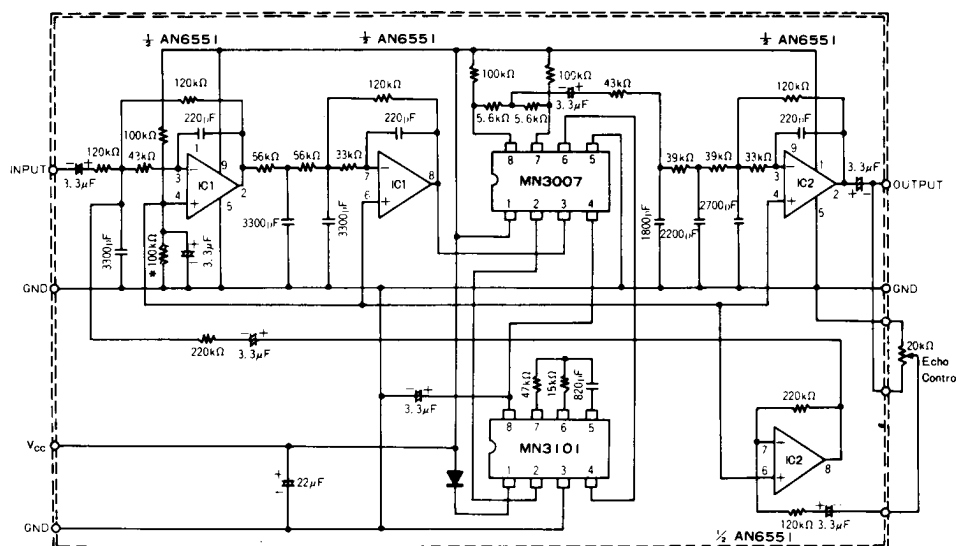 ½ AN6551
½ AN6551
½ AN6551
120kΩ
220pF
100kΩ
120kΩ
43kΩ
INPUT
3.3μF
1
3
9
IC1
2
4
5
3300pF
*100kΩ
3.3μF
GND
56kΩ
56kΩ
33kΩ
120kΩ
220pF
7
8
IC1
6
3300pF
3300pF
100kΩ
100kΩ
5.6kΩ
5.6kΩ
3.3μF
43kΩ
8 7 6 5
MN3007
1 2 3 4
39kΩ
39kΩ
33kΩ
120kΩ
220pF
9
3
1
IC2
2
4
5
3.3μF
OUTPUT
1800pF
2200pF
2700pF
GND
220kΩ
3.3μF
3.3μF
47kΩ
15kΩ
820pF
8 7 6 5
MN3101
1 2 3 4
20kΩ
Echo
Control
220kΩ
7
IC2
6
8
120kΩ
3.3μF
½ AN6551
Vcc
22μF
GND